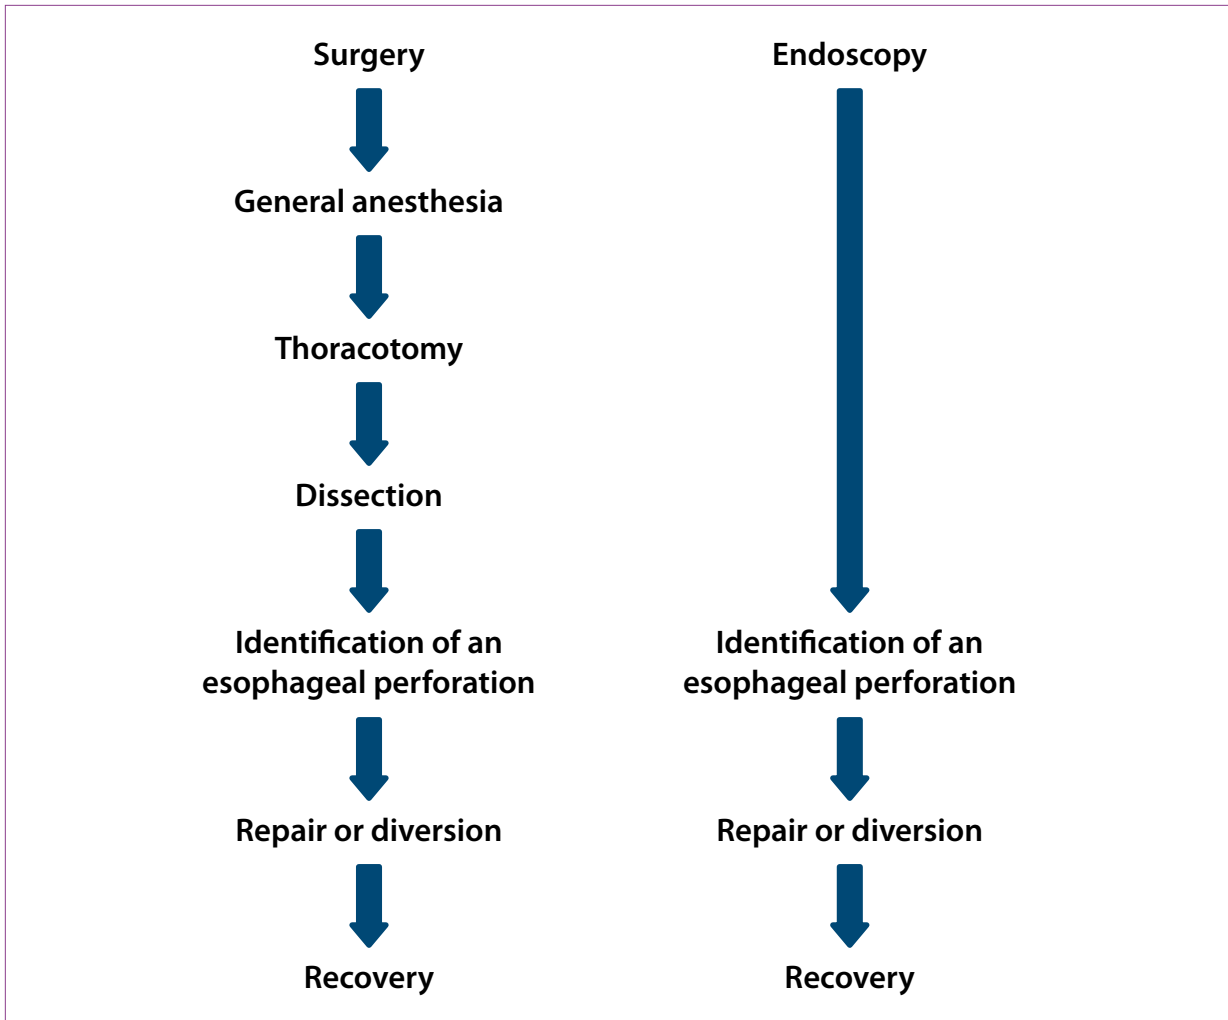 Surgery
General anesthesia
Thoracotomy
Dissection
Identification of an
esophageal perforation
Repair or diversion
Recovery
Endoscopy
Identification of an
esophageal perforation
Repair or diversion
Recovery